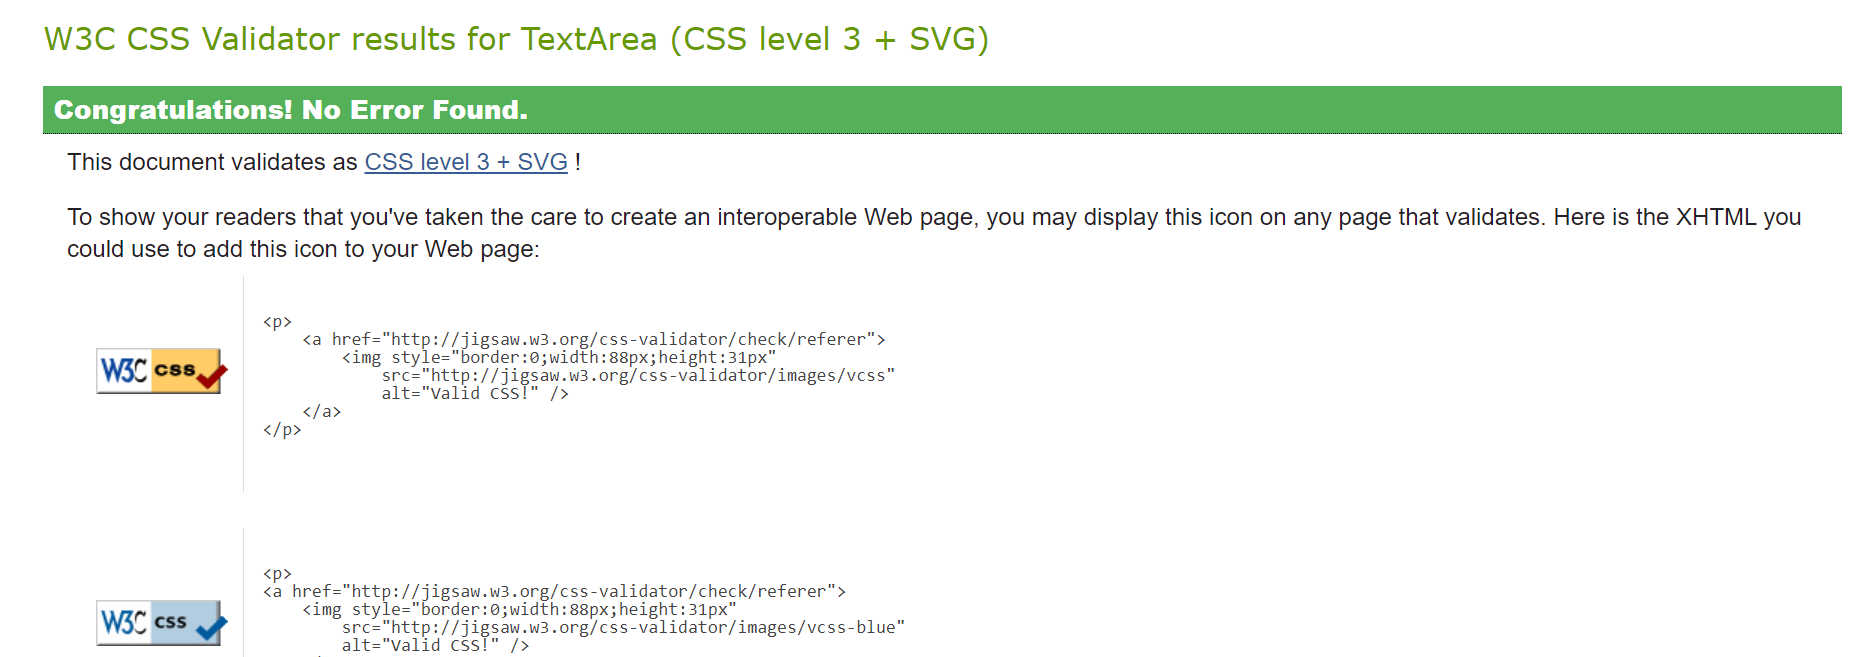 W3C CSS Validator results for TextArea (CSS level 3 + SVG)
Congratulations! No Error Found.
This document validates as CSS level 3 + SVG !
To show your readers that you've taken the care to create an interoperable Web page, you may display this icon on any page that validates. Here is the XHTML you
could use to add this icon to your Web page:
W3C css
<p>
    <a href="http://jigsaw.w3.org/css-validator/check/referer">
        <img style="border:0;width:88px;height:31px"
            src="http://jigsaw.w3.org/css-validator/images/vcss"
            alt="Valid CSS!" />
    </a>
</p>
W3C css
<p>
<a href="http://jigsaw.w3.org/css-validator/check/referer">
    <img style="border:0;width:88px;height:31px"
        src="http://jigsaw.w3.org/css-validator/images/vcss-blue"
        alt="Valid CSS!" />